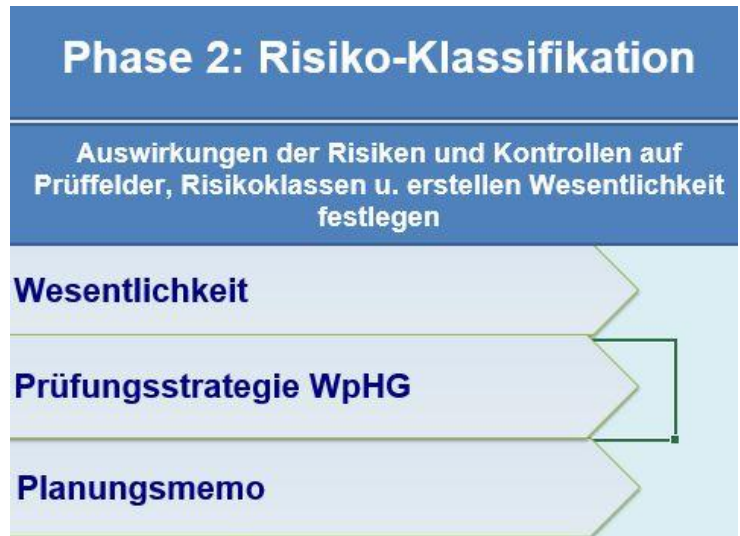 Phase 2: Risiko-Klassifikation
Auswirkungen der Risiken und Kontrollen auf
Prüffelder, Risikoklassen u. erstellen Wesentlichkeit
festlegen
Wesentlichkeit
Prüfungsstrategie WpHG
Planungsmemo